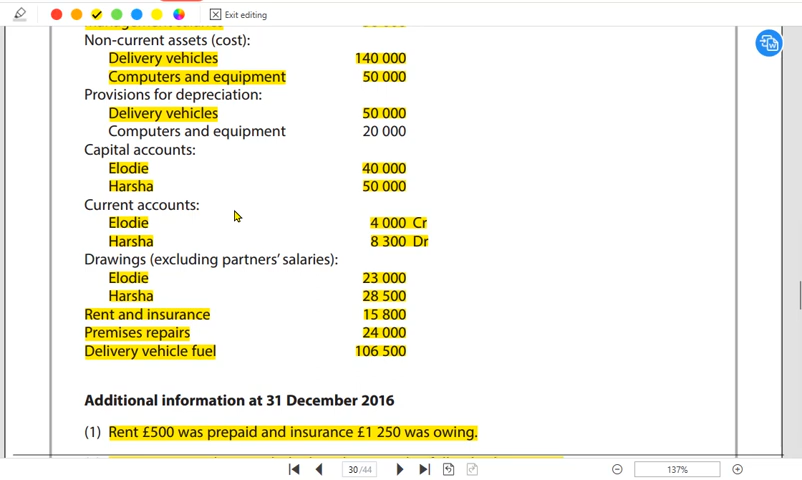 Exit editing
Non-current assets (cost):
Delivery vehicles 140 000
Computers and equipment 50 000
Provisions for depreciation:
Delivery vehicles 50 000
Computers and equipment 20 000
Capital accounts:
Elodie 40 000
Harsha 50 000
Current accounts:
Elodie 4 000 Cr
Harsha 8 300 Dr
Drawings (excluding partners' salaries):
Elodie 23 000
Harsha 28 500
Rent and insurance 15 800
Premises repairs 24 000
Delivery vehicle fuel 106 500
Additional information at 31 December 2016
(1) Rent £500 was prepaid and insurance £1 250 was owing.
30/44
137%